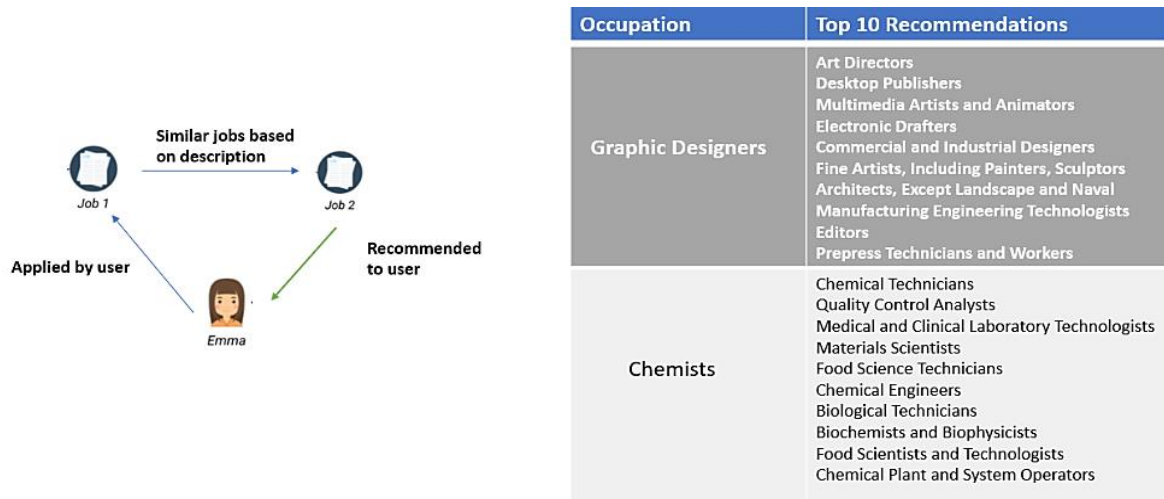 Similar jobs based
on description
Job 1
Job 2
Applied by user
Recommended
to user
Emma
Occupation
Top 10 Recommendations
Graphic Designers
Art Directors
Desktop Publishers
Multimedia Artists and Animators
Electronic Drafters
Commercial and Industrial Designers
Fine Artists, Including Painters, Sculptors
Architects, Except Landscape and Naval
Manufacturing Engineering Technologists
Editors
Prepress Technicians and Workers
Chemists
Chemical Technicians
Quality Control Analysts
Medical and Clinical Laboratory Technologists
Materials Scientists
Food Science Technicians
Chemical Engineers
Biological Technicians
Biochemists and Biophysicists
Food Scientists and Technologists
Chemical Plant and System Operators